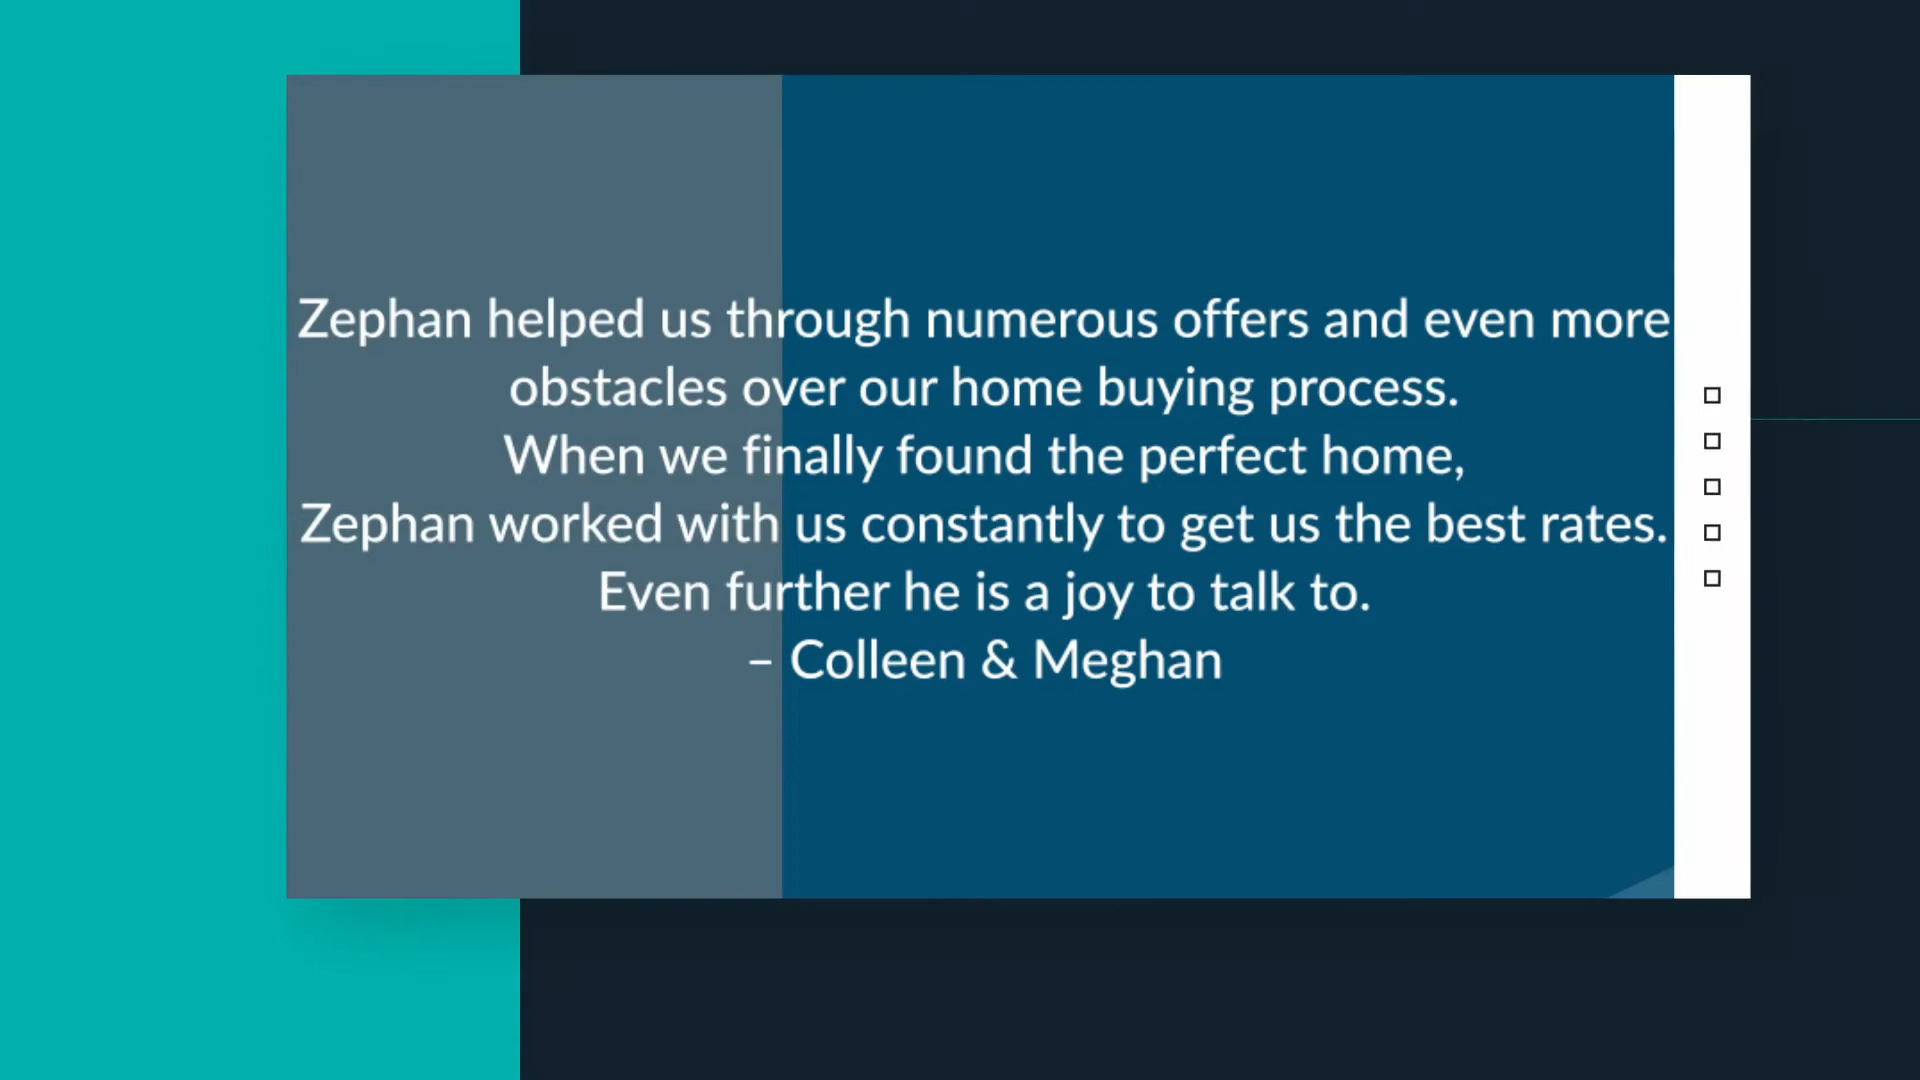 Zephan helped us through numerous offers and even more
obstacles over our home buying process.
When we finally found the perfect home,
Zephan worked with us constantly to get us the best rates.
Even further he is a joy to talk to.
– Colleen & Meghan